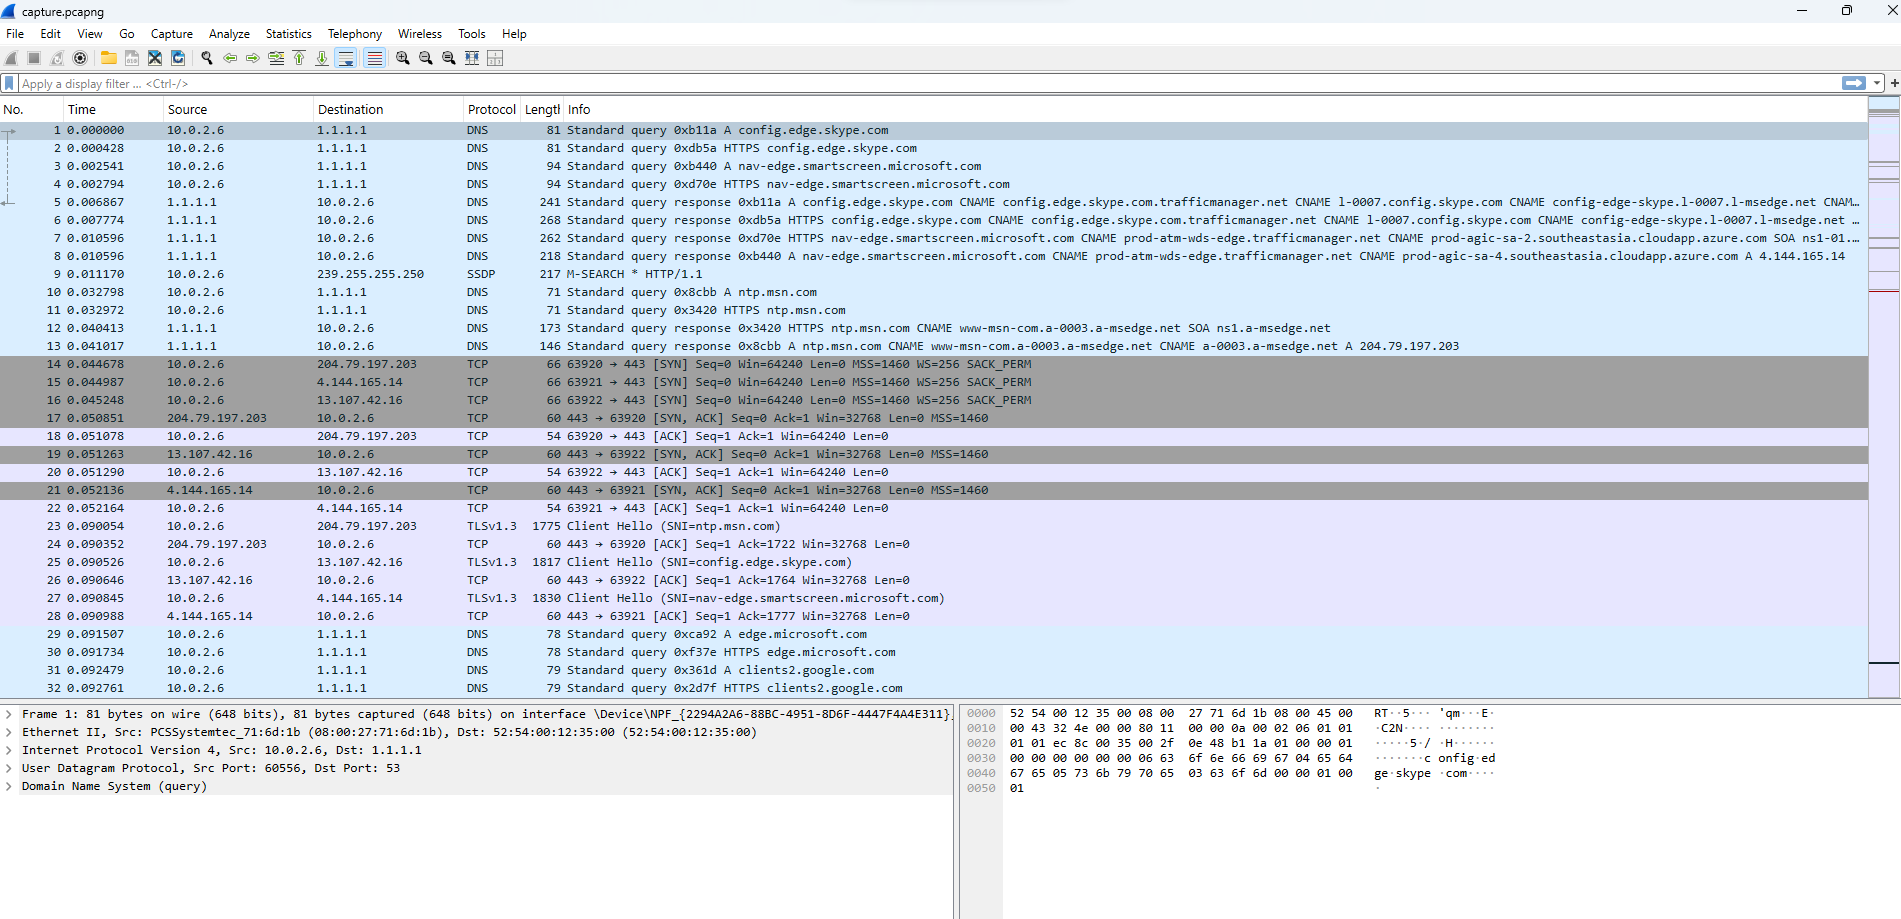 capture.pcapng
File Edit View Go Capture Analyze Statistics Telephony Wireless Tools Help
Apply a display filter … <Ctrl-/>
No. Time Source Destination Protocol Length Info
1 0.000000 10.0.2.6 1.1.1.1 DNS 81 Standard query 0xb11a A config.edge.skype.com
2 0.000428 10.0.2.6 1.1.1.1 DNS 81 Standard query 0xdb5a HTTPS config.edge.skype.com
3 0.002541 10.0.2.6 1.1.1.1 DNS 94 Standard query 0xb440 A nav-edge.smartscreen.microsoft.com
4 0.002794 10.0.2.6 1.1.1.1 DNS 94 Standard query 0xd70e HTTPS nav-edge.smartscreen.microsoft.com
5 0.006867 1.1.1.1 10.0.2.6 DNS 241 Standard query response 0xb11a A config.edge.skype.com CNAME config.edge.skype.com.trafficmanager.net CNAME l-0007.config.skype.com CNAME config-edge-skype.l-0007.l-msedge.net CNAM…
6 0.007774 1.1.1.1 10.0.2.6 DNS 268 Standard query response 0xdb5a HTTPS config.edge.skype.com CNAME config.edge.skype.com.trafficmanager.net CNAME l-0007.config.skype.com CNAME config-edge-skype.l-0007.l-msedge.net …
7 0.010596 1.1.1.1 10.0.2.6 DNS 262 Standard query response 0xd70e HTTPS nav-edge.smartscreen.microsoft.com CNAME prod-atm-wds-edge.trafficmanager.net CNAME prod-agic-sa-2.southeastasia.cloudapp.azure.com SOA ns1-01.…
8 0.010596 1.1.1.1 10.0.2.6 DNS 218 Standard query response 0xb440 A nav-edge.smartscreen.microsoft.com CNAME prod-atm-wds-edge.trafficmanager.net CNAME prod-agic-sa-4.southeastasia.cloudapp.azure.com A 4.144.165.14
9 0.011170 10.0.2.6 239.255.255.250 SSDP 217 M-SEARCH * HTTP/1.1
10 0.032798 10.0.2.6 1.1.1.1 DNS 71 Standard query 0x8cbb A ntp.msn.com
11 0.032972 10.0.2.6 1.1.1.1 DNS 71 Standard query 0x3420 HTTPS ntp.msn.com
12 0.040413 1.1.1.1 10.0.2.6 DNS 173 Standard query response 0x3420 HTTPS ntp.msn.com CNAME www-msn-com.a-0003.a-msedge.net SOA ns1.a-msedge.net
13 0.041017 1.1.1.1 10.0.2.6 DNS 146 Standard query response 0x8cbb A ntp.msn.com CNAME www-msn-com.a-0003.a-msedge.net CNAME a-0003.a-msedge.net A 204.79.197.203
14 0.044678 10.0.2.6 204.79.197.203 TCP 66 63920 → 443 [SYN] Seq=0 Win=64240 Len=0 MSS=1460 WS=256 SACK_PERM
15 0.044987 10.0.2.6 4.144.165.14 TCP 66 63921 → 443 [SYN] Seq=0 Win=64240 Len=0 MSS=1460 WS=256 SACK_PERM
16 0.045248 10.0.2.6 13.107.42.16 TCP 66 63922 → 443 [SYN] Seq=0 Win=64240 Len=0 MSS=1460 WS=256 SACK_PERM
17 0.050851 204.79.197.203 10.0.2.6 TCP 60 443 → 63920 [SYN, ACK] Seq=0 Ack=1 Win=32768 Len=0 MSS=1460
18 0.051078 10.0.2.6 204.79.197.203 TCP 54 63920 → 443 [ACK] Seq=1 Ack=1 Win=64240 Len=0
19 0.051263 13.107.42.16 10.0.2.6 TCP 60 443 → 63922 [SYN, ACK] Seq=0 Ack=1 Win=32768 Len=0 MSS=1460
20 0.051290 10.0.2.6 13.107.42.16 TCP 54 63922 → 443 [ACK] Seq=1 Ack=1 Win=64240 Len=0
21 0.052136 4.144.165.14 10.0.2.6 TCP 60 443 → 63921 [SYN, ACK] Seq=0 Ack=1 Win=32768 Len=0 MSS=1460
22 0.052164 10.0.2.6 4.144.165.14 TCP 54 63921 → 443 [ACK] Seq=1 Ack=1 Win=64240 Len=0
23 0.090054 10.0.2.6 204.79.197.203 TLSv1.3 1775 Client Hello (SNI=ntp.msn.com)
24 0.090352 204.79.197.203 10.0.2.6 TCP 60 443 → 63920 [ACK] Seq=1 Ack=1722 Win=32768 Len=0
25 0.090526 10.0.2.6 13.107.42.16 TLSv1.3 1817 Client Hello (SNI=config.edge.skype.com)
26 0.090646 13.107.42.16 10.0.2.6 TCP 60 443 → 63922 [ACK] Seq=1 Ack=1764 Win=32768 Len=0
27 0.090845 10.0.2.6 4.144.165.14 TLSv1.3 1830 Client Hello (SNI=nav-edge.smartscreen.microsoft.com)
28 0.090988 4.144.165.14 10.0.2.6 TCP 60 443 → 63921 [ACK] Seq=1 Ack=1777 Win=32768 Len=0
29 0.091507 10.0.2.6 1.1.1.1 DNS 78 Standard query 0xca92 A edge.microsoft.com
30 0.091734 10.0.2.6 1.1.1.1 DNS 78 Standard query 0xf37e HTTPS edge.microsoft.com
31 0.092479 10.0.2.6 1.1.1.1 DNS 79 Standard query 0x361d A clients2.google.com
32 0.092761 10.0.2.6 1.1.1.1 DNS 79 Standard query 0x2d7f HTTPS clients2.google.com
Frame 1: 81 bytes on wire (648 bits), 81 bytes captured (648 bits) on interface \Device\NPF_{2294A2A6-88BC-4951-8D6F-4447F4A4E311},
Ethernet II, Src: PCSSystemtec_71:6d:1b (08:00:27:71:6d:1b), Dst: 52:54:00:12:35:00 (52:54:00:12:35:00)
Internet Protocol Version 4, Src: 10.0.2.6, Dst: 1.1.1.1
User Datagram Protocol, Src Port: 60556, Dst Port: 53
Domain Name System (query)
0000 52 54 00 12 35 00 08 00 27 71 6d 1b 08 00 45 00 RT··5··· 'qm···E·
0010 00 43 32 4e 00 00 80 11 00 00 0a 00 02 06 01 01 ·C2N···· ········
0020 01 01 ec 8c 00 35 00 2f 0e 48 b1 1a 01 00 00 01 ·····5·/ ·H······
0030 00 00 00 00 00 00 06 63 6f 6e 66 69 67 04 65 64 ·······c onfig·ed
0040 67 65 05 73 6b 79 70 65 03 63 6f 6d 00 00 01 00 ge·skype ·com····
0050 01 ·